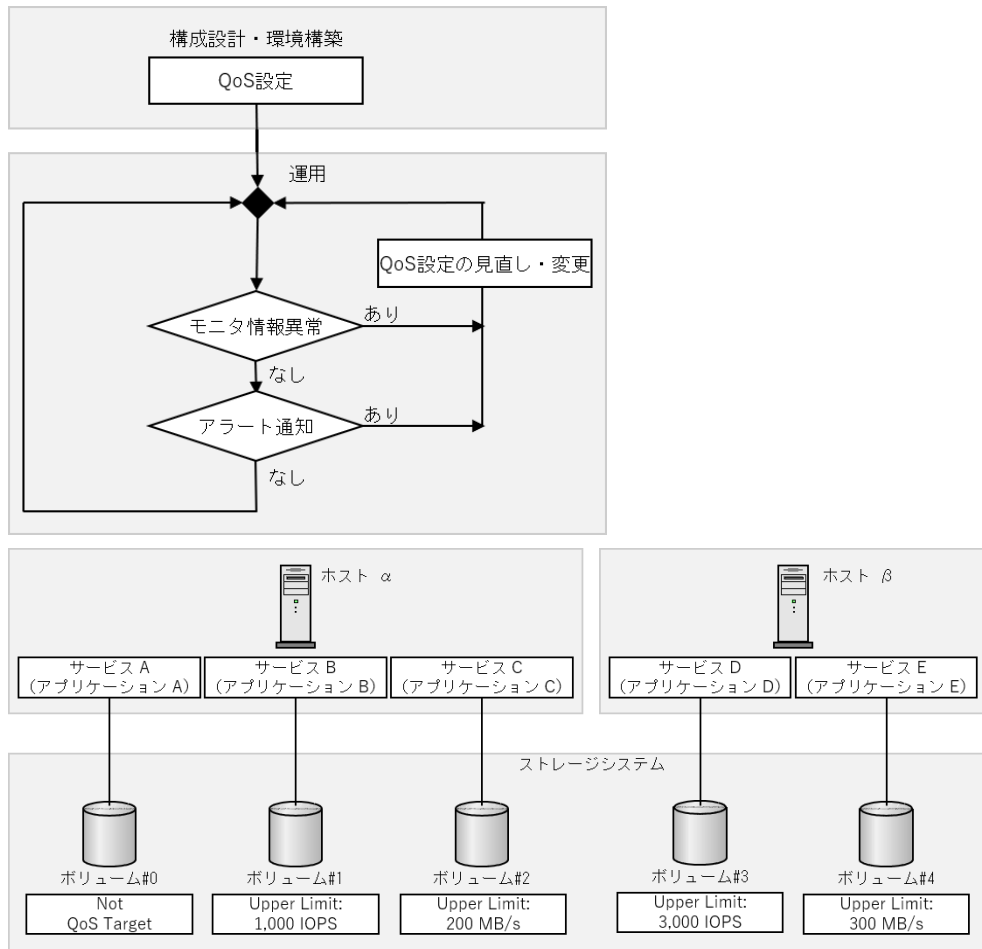 構成設計・環境構築
QoS設定
運用
QoS設定の見直し・変更
モニタ情報異常
あり
なし
アラート通知
あり
なし
ホスト α
ホスト β
サービス A
(アプリケーション A)
サービス B
(アプリケーション B)
サービス C
(アプリケーション C)
サービス D
(アプリケーション D)
サービス E
(アプリケーション E)
ストレージシステム
ボリューム#0
ボリューム#1
ボリューム#2
ボリューム#3
ボリューム#4
Not
QoS Target
Upper Limit:
1,000 IOPS
Upper Limit:
200 MB/s
Upper Limit:
3,000 IOPS
Upper Limit:
300 MB/s